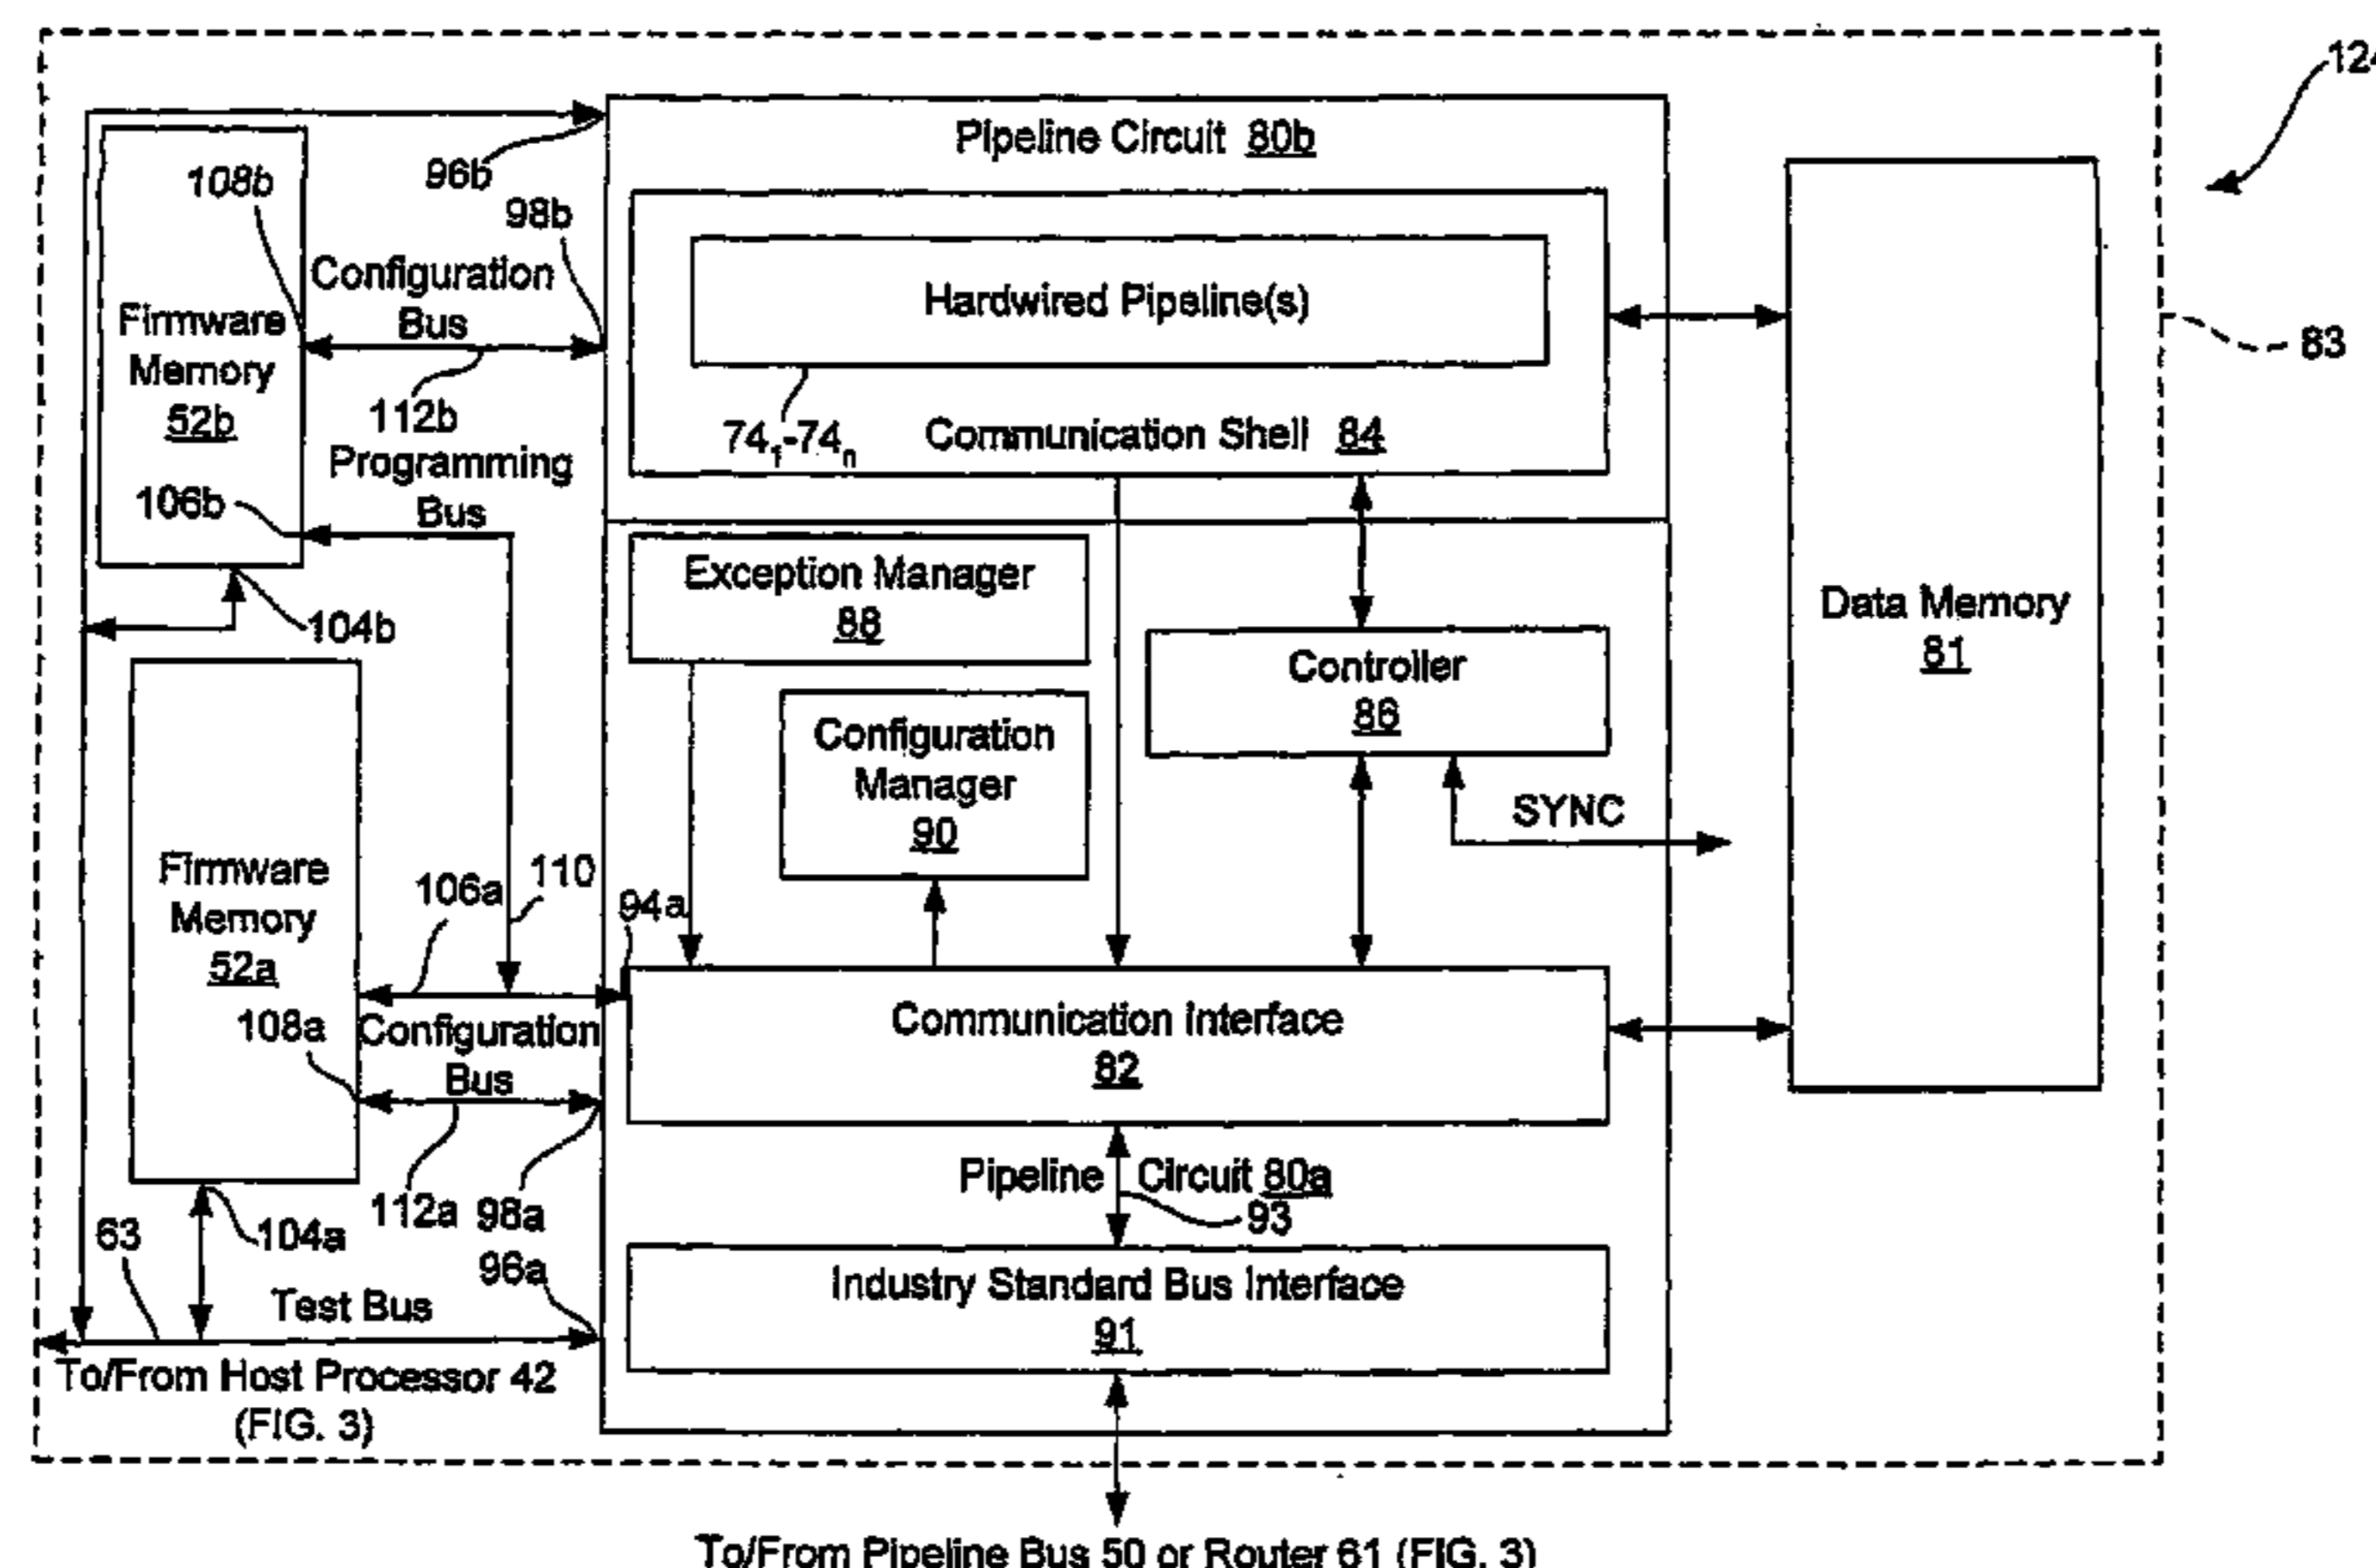 124
Pipeline Circuit 80b
96b
108b
98b
Configuration
Bus
Hardwired Pipeline(s)
Firmware
Memory
52b
83
112b
74₁-74ₙ
Communication Shell 84
Programming
Bus
106b
Exception Manager
88
104b
Data Memory
81
Controller
86
Configuration
Manager
90
SYNC
Firmware
Memory
52a
106a
110
94a
108a
Configuration
Bus
Communication Interface
82
Pipeline Circuit 80a
93
112a
98a
104a
63
96a
Test Bus
Industry Standard Bus Interface
91
To/From Host Processor 42
(FIG. 3)
To/From Pipeline Bus 50 or Router 61 (FIG. 3)